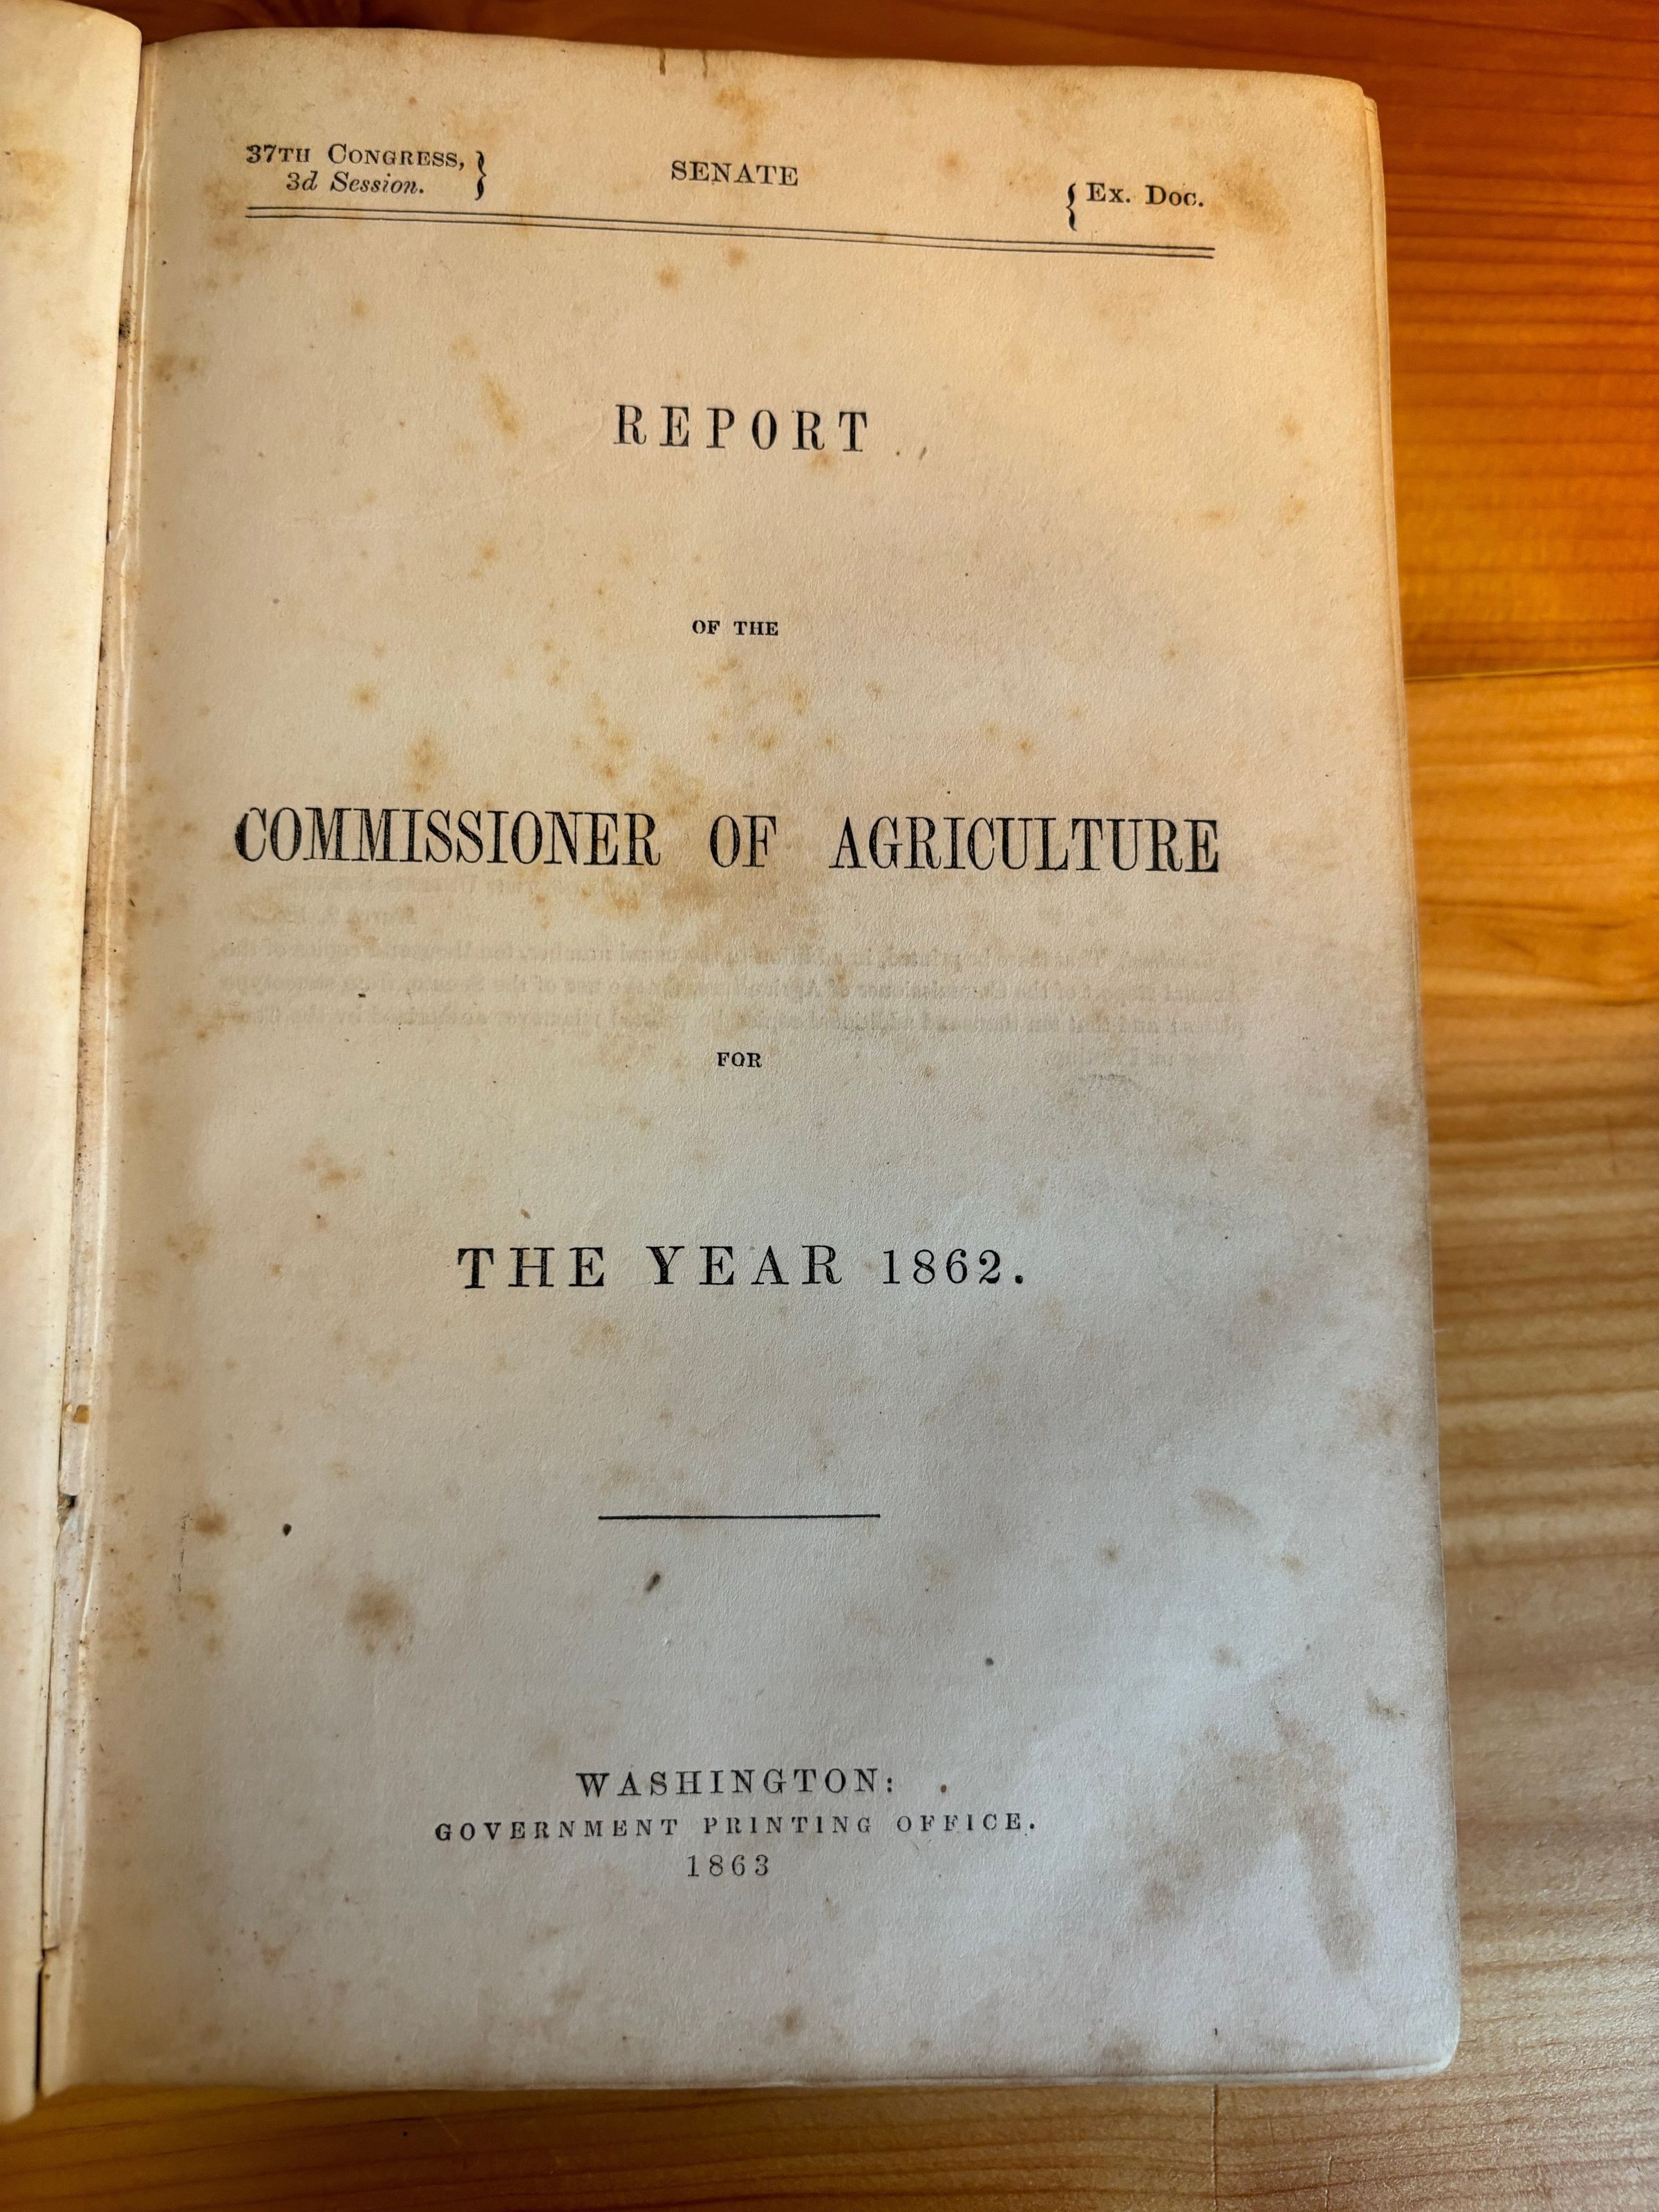 37TH CONGRESS, }
3d Session.
SENATE
{ Ex. Doc.
REPORT
OF THE
COMMISSIONER OF AGRICULTURE
FOR
THE YEAR 1862.
WASHINGTON:
GOVERNMENT PRINTING OFFICE.
1863